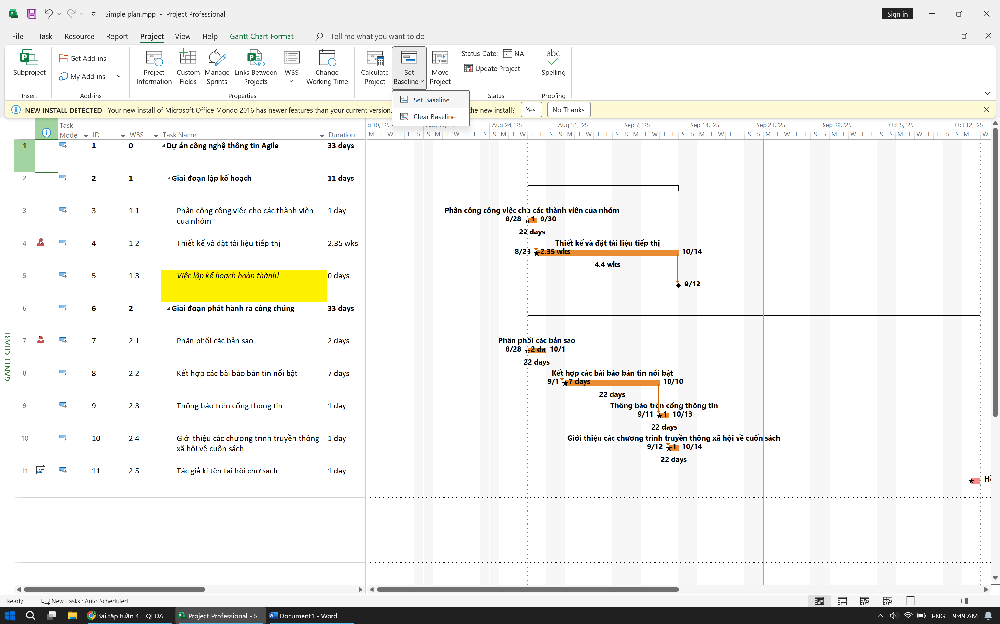 Simple plan.mpp - Project Professional
Sign in
File Task Resource Report Project View Help Gantt Chart Format Tell me what you want to do
Subproject
Insert
Get Add-ins
My Add-ins
Add-ins
Project Information
Custom Fields
Manage Sprints
Links Between Projects
WBS
Change Working Time
Properties
Calculate Project
Set Baseline
Move Project
Status Date: NA
Update Project
Status
abc
Spelling
Proofing
Set Baseline...
Clear Baseline
NEW INSTALL DETECTED Your new install of Microsoft Office Mondo 2016 has newer features than your current version. the new install? Yes No Thanks
Task Mode ID WBS Task Name Duration
g 10, '25 Aug 24, '25 Aug 31, '25 Sep 7, '25 Sep 14, '25 Sep 21, '25 Sep 28, '25 Oct 5, '25 Oct 12, '25
M T W T F S S M T W T F S S M T W T F S S M T W T F S S M T W T F S S M T W T F S S M T W T F S S M T W T F S S M T W T F S S M T W
1 1 0 Dự án công nghệ thông tin Agile 33 days
2 2 1 Giai đoạn lập kế hoạch 11 days
3 3 1.1 Phân công công việc cho các thành viên của nhóm 1 day
4 4 1.2 Thiết kế và đặt tài liệu tiếp thị 2.35 wks
5 5 1.3 Việc lập kế hoạch hoàn thành! 0 days
6 6 2 Giai đoạn phát hành ra công chúng 33 days
7 7 2.1 Phân phối các bản sao 2 days
8 8 2.2 Kết hợp các bài báo bản tin nổi bật 7 days
9 9 2.3 Thông báo trên cổng thông tin 1 day
10 10 2.4 Giới thiệu các chương trình truyền thông xã hội về cuốn sách 1 day
11 11 2.5 Tác giả kí tên tại hội chợ sách 1 day
Phân công công việc cho các thành viên của nhóm
8/28 1 9/30
22 days
Thiết kế và đặt tài liệu tiếp thị
8/28 2.35 wks 10/14
4.4 wks
9/12
Phân phối các bản sao
8/28 2 day 10/1
22 days
Kết hợp các bài báo bản tin nổi bật
9/1 7 days 10/10
22 days
Thông báo trên cổng thông tin
9/11 1 10/13
22 days
Giới thiệu các chương trình truyền thông xã hội về cuốn sách
9/12 1 10/14
22 days
GANTT CHART
Ready New Tasks : Auto Scheduled
Bài tập tuần 4 _ QLDA ... Project Professional - S... Document1 - Word ENG 9:49 AM